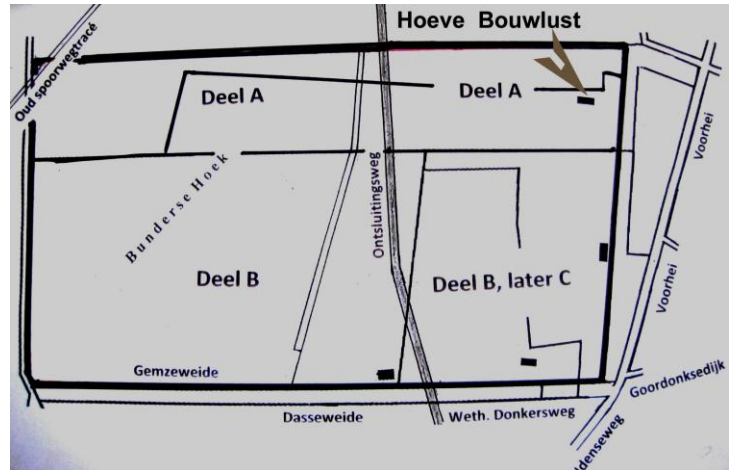 Hoeve Bouwlust
Oud spoorwegtracé
Deel A
Deel A
Voorhei
Bunderse Hoek
Ontsluitingsweg
Deel B
Deel B, later C
Voorhei
Gemzeweide
Goordonksedijk
Dasseweide
Weth. Donkersweg